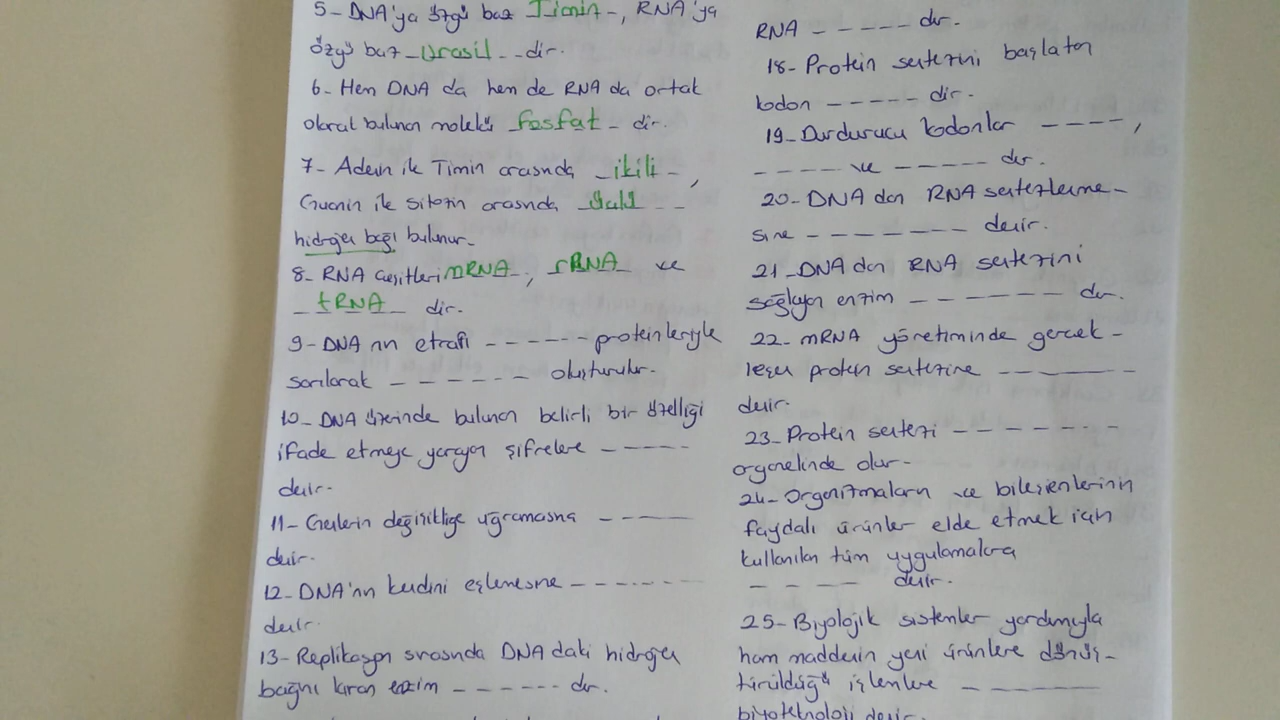 5- DNA'ya özgü baz Timin, RNA'ya
özgü baz Urasil dir.
6- Hem DNA da hem de RNA da ortak
olarak bulunan molekül fosfat dir.
7- Adenin ile Timin arasında ikili,
Guanin ile Sitozin arasında üçlü
hidrojen bağı bulunur.
8- RNA çeşitleri mRNA, rRNA ve
tRNA dir.
9- DNA nın etrafı ------ proteinleriyle
sarılarak ------ oluşturulur.
10- DNA üzerinde bulunan belirli bir özelliği
ifade etmeye yarayan şifrelere -----
denir.
11- Genlerin değişikliğe uğramasına -----
denir.
12- DNA'nın kendini eşlemesine -------
denir.
13- Replikasyon sırasında DNA daki hidrojen
bağını kıran enzim ------ dır.
RNA ----- dır.
18- Protein sentezini başlatan
kodon ----- dir.
19- Durdurucu kodonlar ----,
---- ve ----- dır.
20- DNA dan RNA sentezlenme-
sine ------- denir.
21- DNA dan RNA sentezini
sağlayan enzim ------- dır.
22- mRNA yönetiminde gerçek-
leşen protein sentezine ------
denir.
23- Protein sentezi -------
organelinde olur.
24- Organizmaların ve bileşenlerinin
faydalı ürünler elde etmek için
kullanılan tüm uygulamalara
---- denir.
25- Biyolojik sistemler yardımıyla
ham maddenin yeni ürünlere dönüş-
türüldüğü işlemlere ------
biyoteknoloji denir.